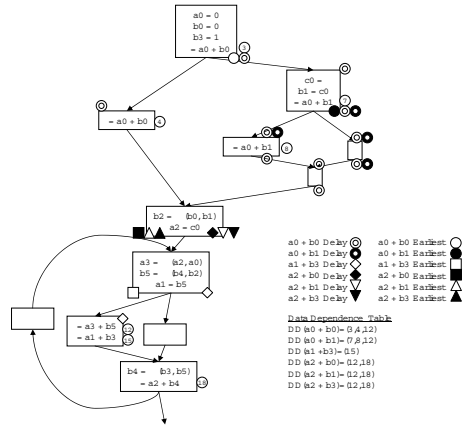 a0 = 0
b0 = 0
b3 = 1
= a0 + b0
3
c0 =
b1 = c0
= a0 + b1
7
= a0 + b0
4
= a0 + b1
8
b2 = (b0,b1)
a2 = c0
a3 = (a2,a0)
b5 = (b4,b2)
a1 = b5
= a3 + b5
= a1 + b3
12
15
b4 = (b3,b5)
= a2 + b4
18
a0 + b0 Delay a0 + b0 Earliest
a0 + b1 Delay a0 + b1 Earliest
a1 + b3 Delay a1 + b3 Earliest
a2 + b0 Delay a2 + b0 Earliest
a2 + b1 Delay a2 + b1 Earliest
a2 + b3 Delay a2 + b3 Earliest
Data Dependence Table
DD (a0 + b0)= (3,4,12)
DD (a0 + b1)= (7,8,12)
DD (a1 +b3)= (15)
DD (a2 + b0)= (12,18)
DD (a2 + b1)= (12,18)
DD (a2 + b3)= (12,18)